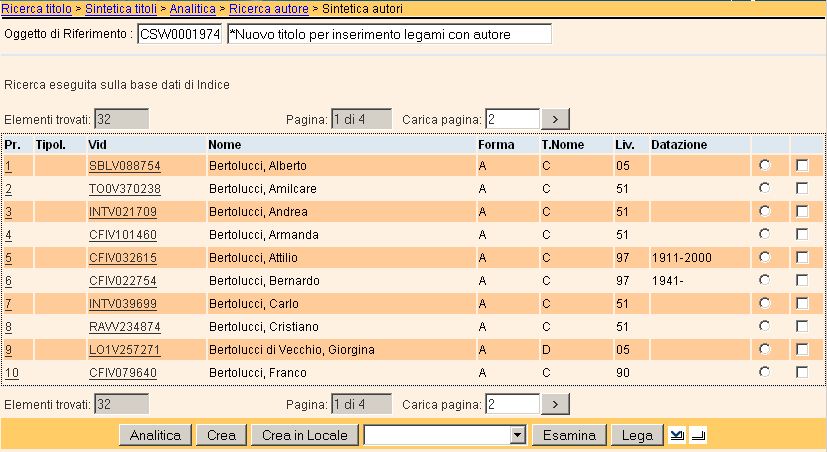 Ricerca titolo > Sintetica titoli > Analitica > Ricerca autore > Sintetica autori
Oggetto di Riferimento : CSW0001974 *Nuovo titolo per inserimento legami con autore
Ricerca eseguita sulla base dati di Indice
Elementi trovati: 32 Pagina: 1 di 4 Carica pagina: 2 >
Pr. Tipol. Vid Nome Forma T.Nome Liv. Datazione
1 SBLV088754 Bertolucci, Alberto A C 05
2 TO0V370238 Bertolucci, Amilcare A C 51
3 INTV021709 Bertolucci, Andrea A C 51
4 CFIV101460 Bertolucci, Armanda A C 51
5 CFIV032615 Bertolucci, Attilio A C 97 1911-2000
6 CFIV022754 Bertolucci, Bernardo A C 97 1941-
7 INTV039699 Bertolucci, Carlo A C 51
8 RAVV234874 Bertolucci, Cristiano A C 51
9 LO1V257271 Bertolucci di Vecchio, Giorgina A D 05
10 CFIV079640 Bertolucci, Franco A C 90
Elementi trovati: 32 Pagina: 1 di 4 Carica pagina: 2 >
Analitica Crea Crea in Locale Esamina Lega